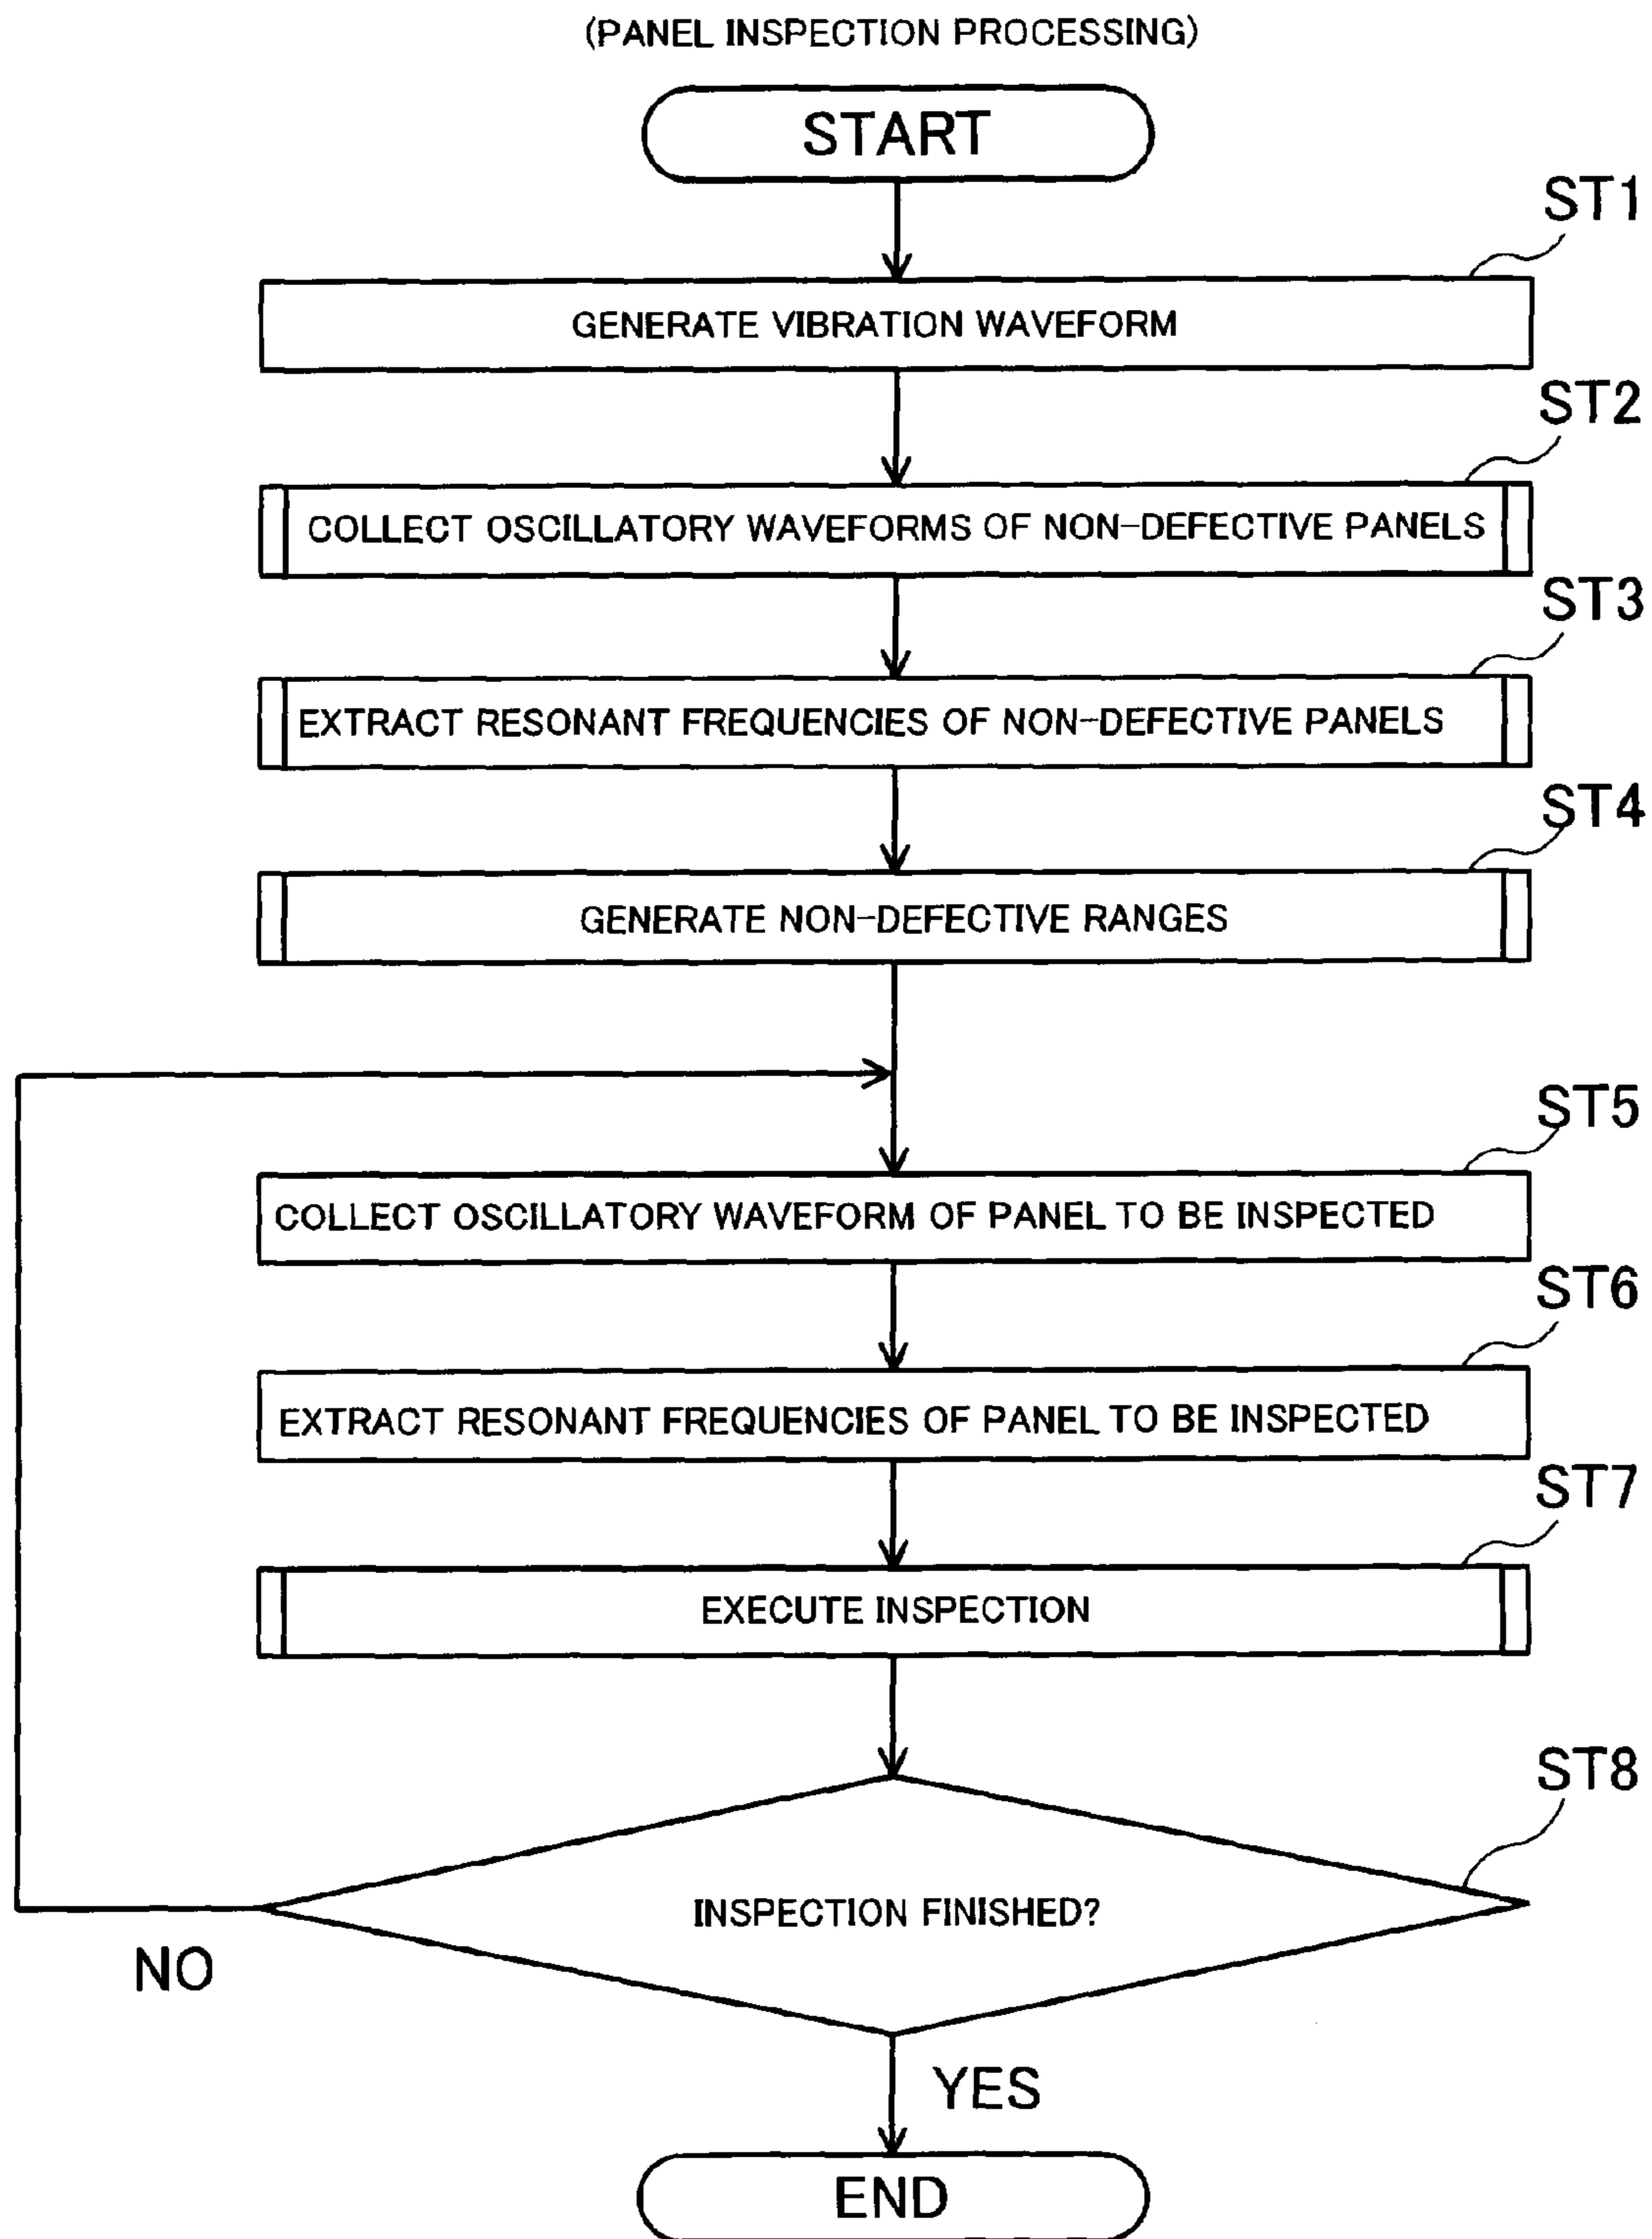 (PANEL INSPECTION PROCESSING)
START
ST1
GENERATE VIBRATION WAVEFORM
ST2
COLLECT OSCILLATORY WAVEFORMS OF NON-DEFECTIVE PANELS
ST3
EXTRACT RESONANT FREQUENCIES OF NON-DEFECTIVE PANELS
ST4
GENERATE NON-DEFECTIVE RANGES
ST5
COLLECT OSCILLATORY WAVEFORM OF PANEL TO BE INSPECTED
ST6
EXTRACT RESONANT FREQUENCIES OF PANEL TO BE INSPECTED
ST7
EXECUTE INSPECTION
ST8
INSPECTION FINISHED?
NO
YES
END